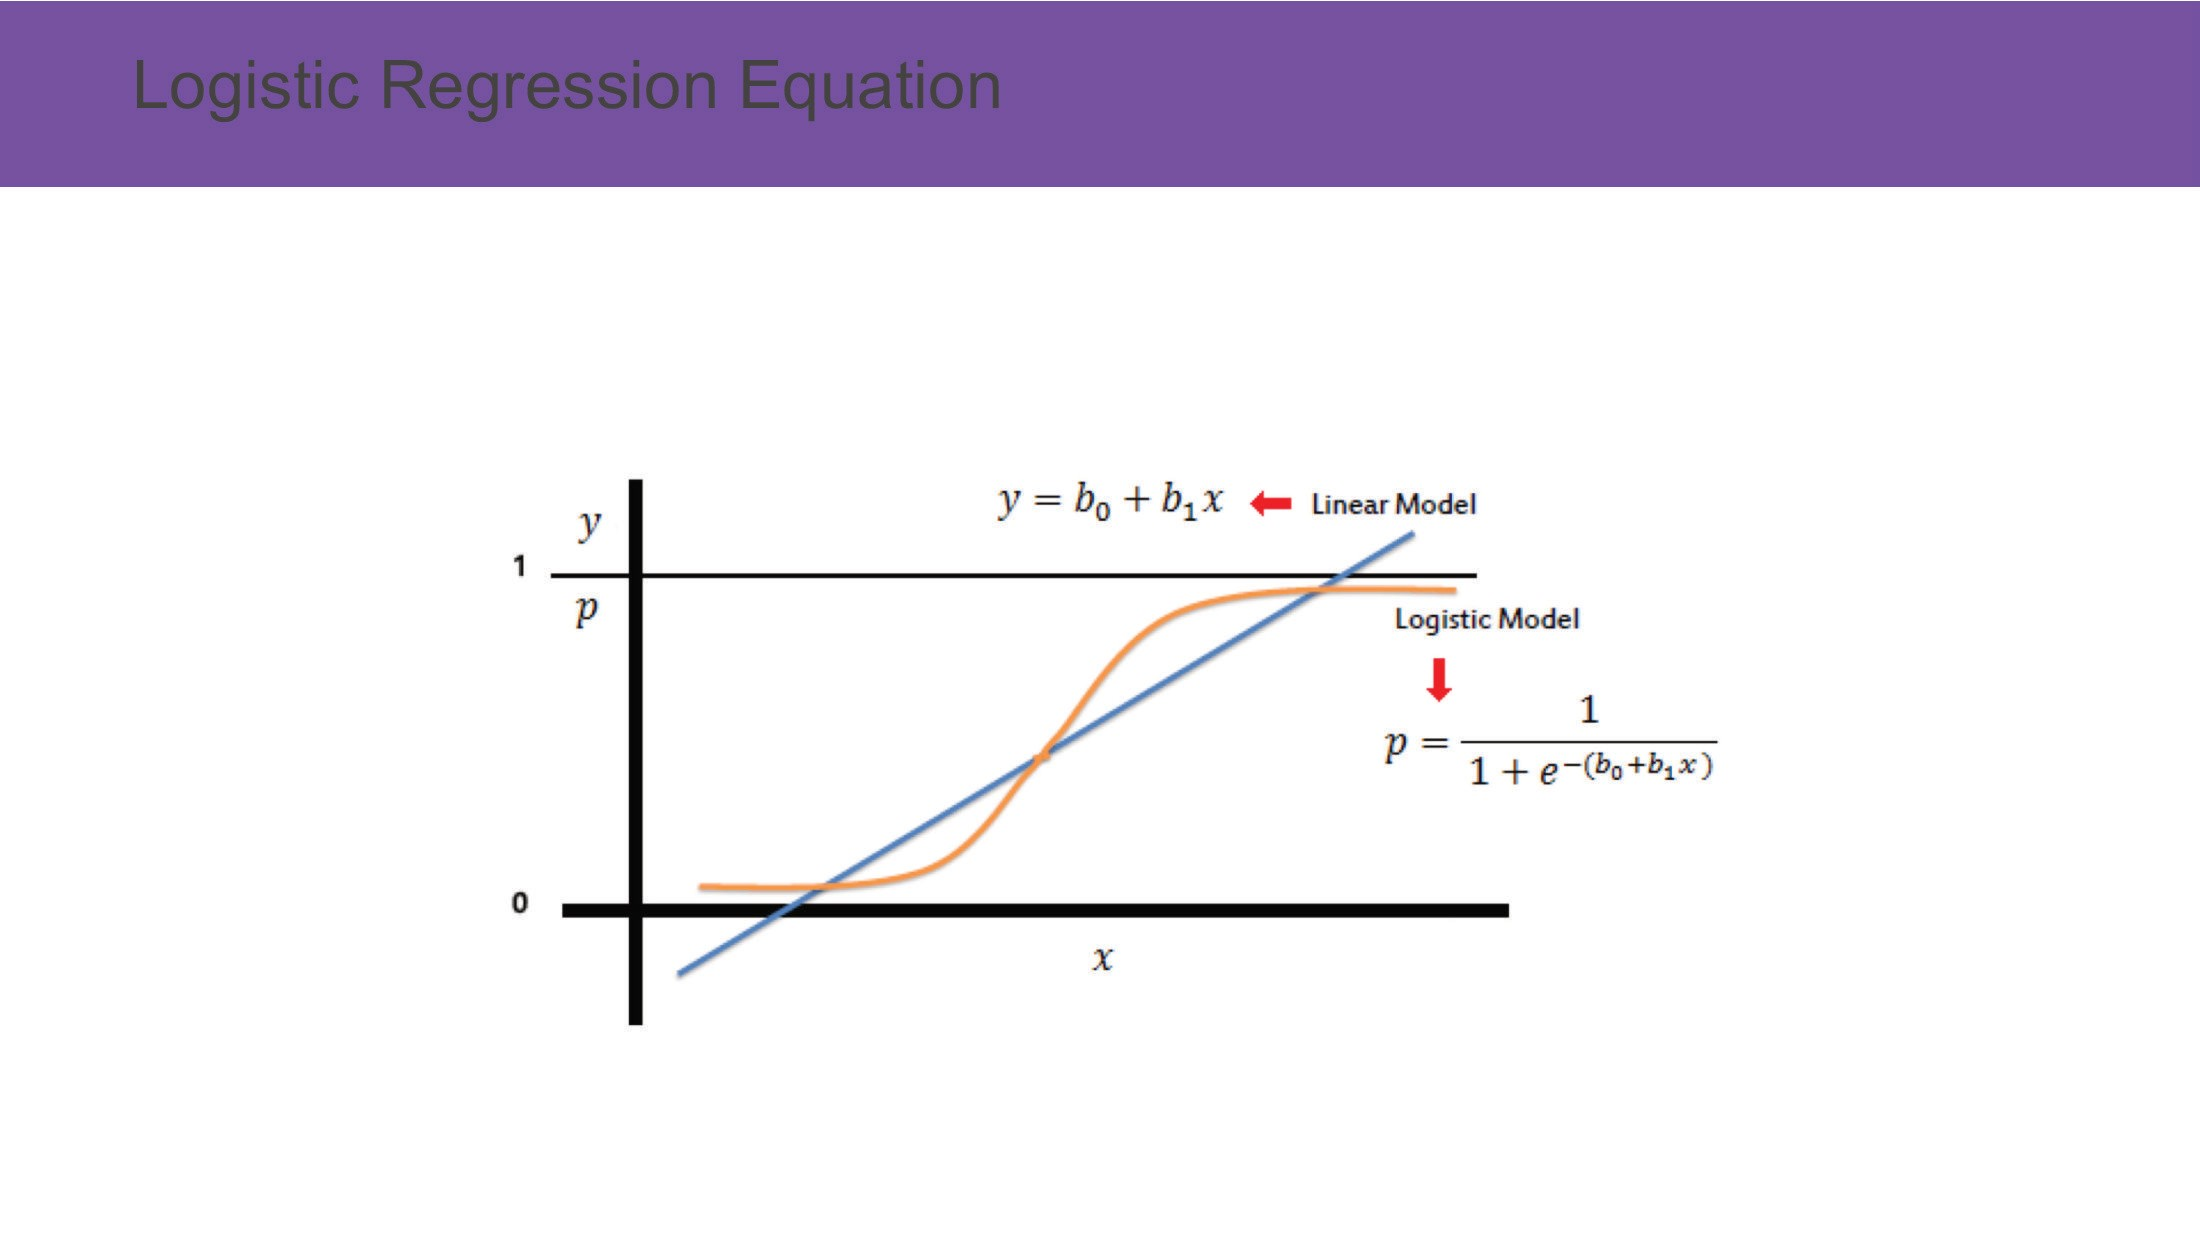 Logistic Regression Equation
y = b₀ + b₁x
Linear Model
y
1
p
Logistic Model
p = 1 / 1 + e^−(b₀+b₁x)
0
x